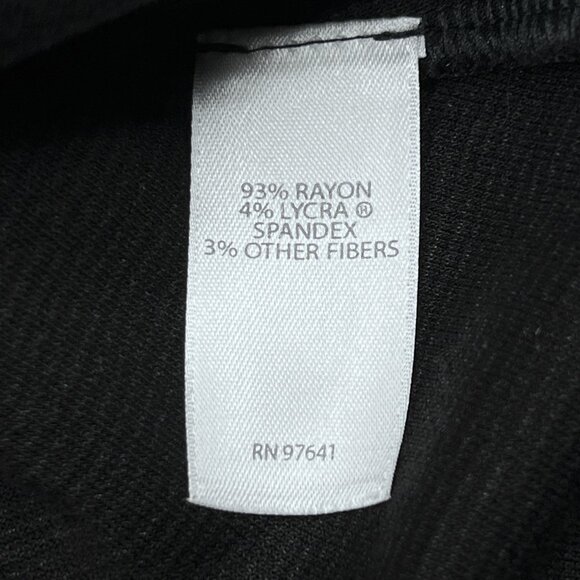 93% RAYON
4% LYCRA ®
SPANDEX
3% OTHER FIBERS
RN 97641